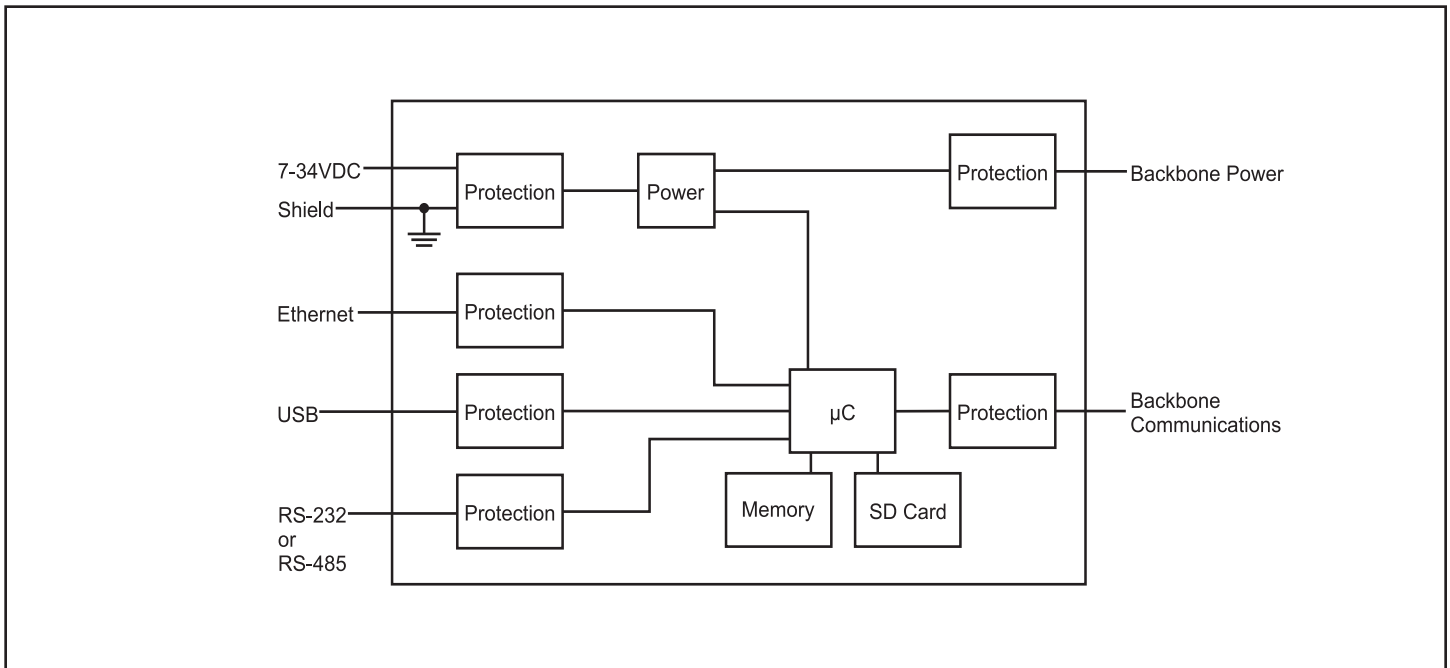 7-34VDC
Shield
Protection
Power
Protection
Backbone Power
Ethernet
Protection
USB
Protection
µC
Protection
Backbone
Communications
RS-232
or
RS-485
Protection
Memory
SD Card